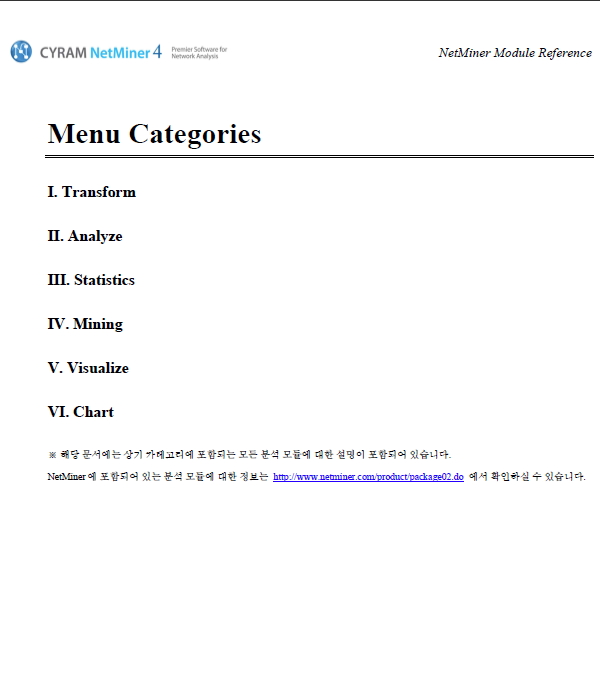 CYRAM NetMiner 4 Premier Software for
Network Analysis
NetMiner Module Reference
Menu Categories
I. Transform
II. Analyze
III. Statistics
IV. Mining
V. Visualize
VI. Chart
※ 해당 문서에는 상기 카테고리에 포함되는 모든 분석 모듈에 대한 설명이 포함되어 있습니다.
NetMiner 에 포함되어 있는 분석 모듈에 대한 정보는 http://www.netminer.com/product/package02.do 에서 확인하실 수 있습니다.